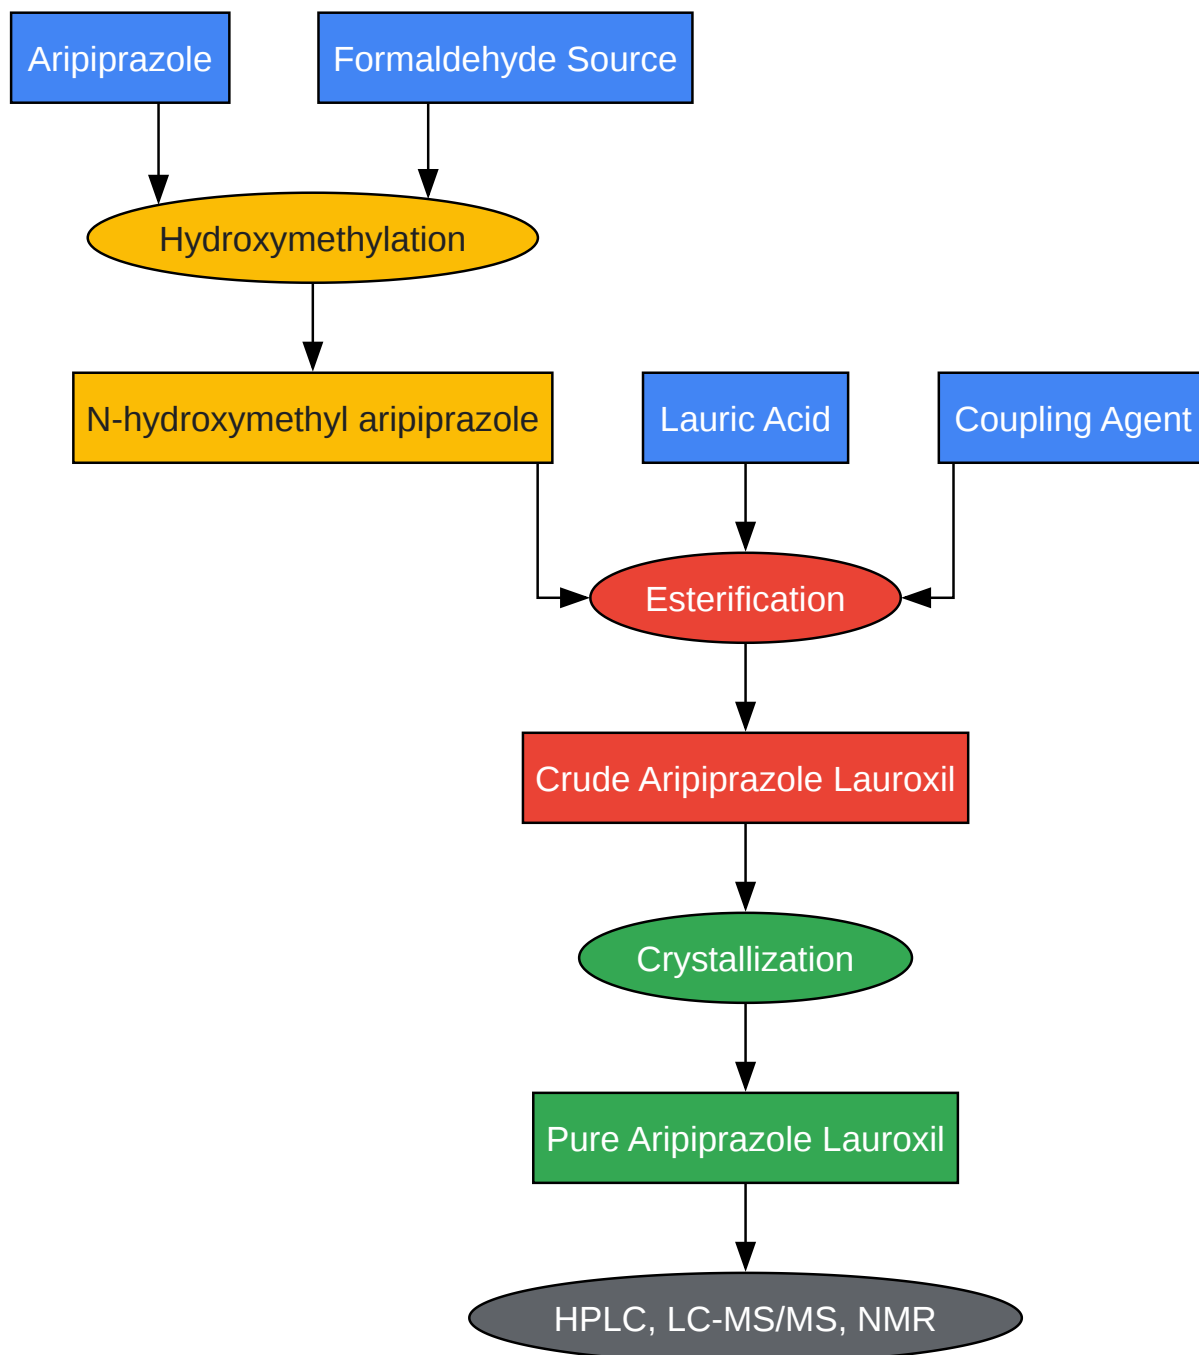 Aripiprazole
Formaldehyde Source
Hydroxymethylation
N-hydroxymethyl aripiprazole
Lauric Acid
Coupling Agent
Esterification
Crude Aripiprazole Lauroxil
Crystallization
Pure Aripiprazole Lauroxil
HPLC, LC-MS/MS, NMR